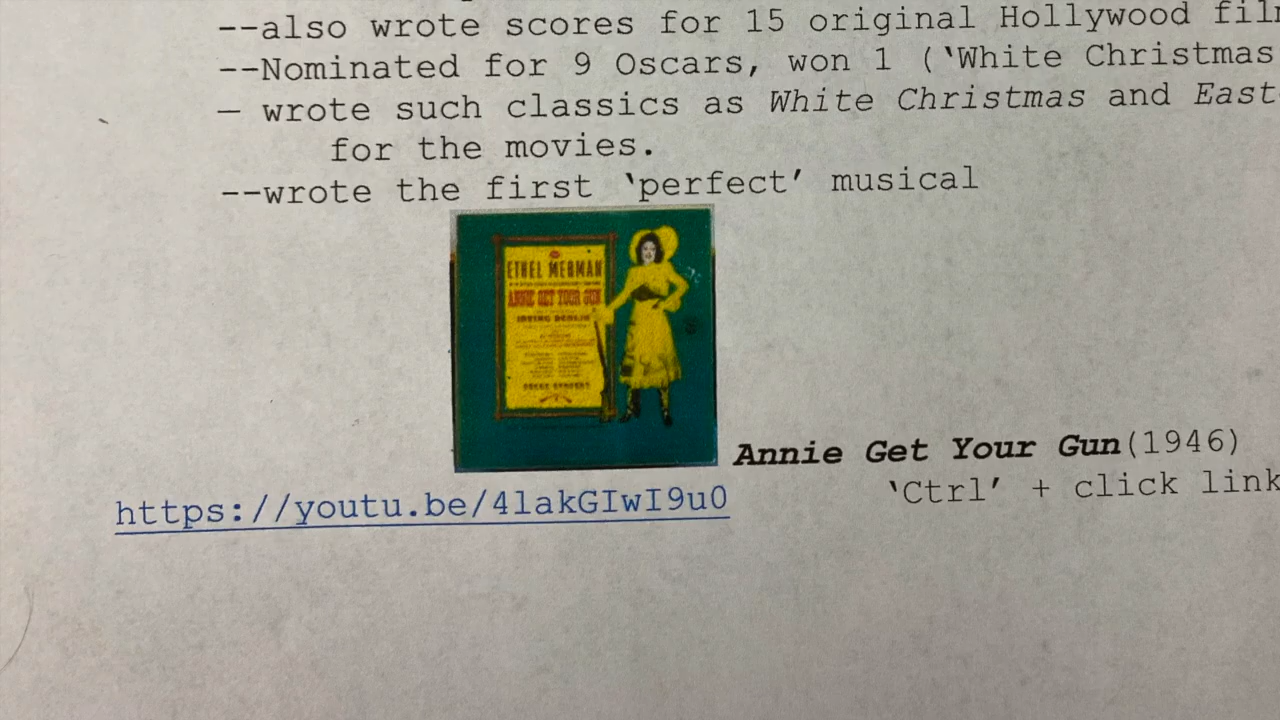 --also wrote scores for 15 original Hollywood
--Nominated for 9 Oscars, won 1 (‘White Christmas
— wrote such classics as White Christmas and East
for the movies.
--wrote the first ‘perfect’ musical
ETHEL MERMAN
ANNIE GET YOUR GUN
IRVING BERLIN
Annie Get Your Gun(1946)
‘Ctrl’ + click link
https://youtu.be/4lakGIwI9u0